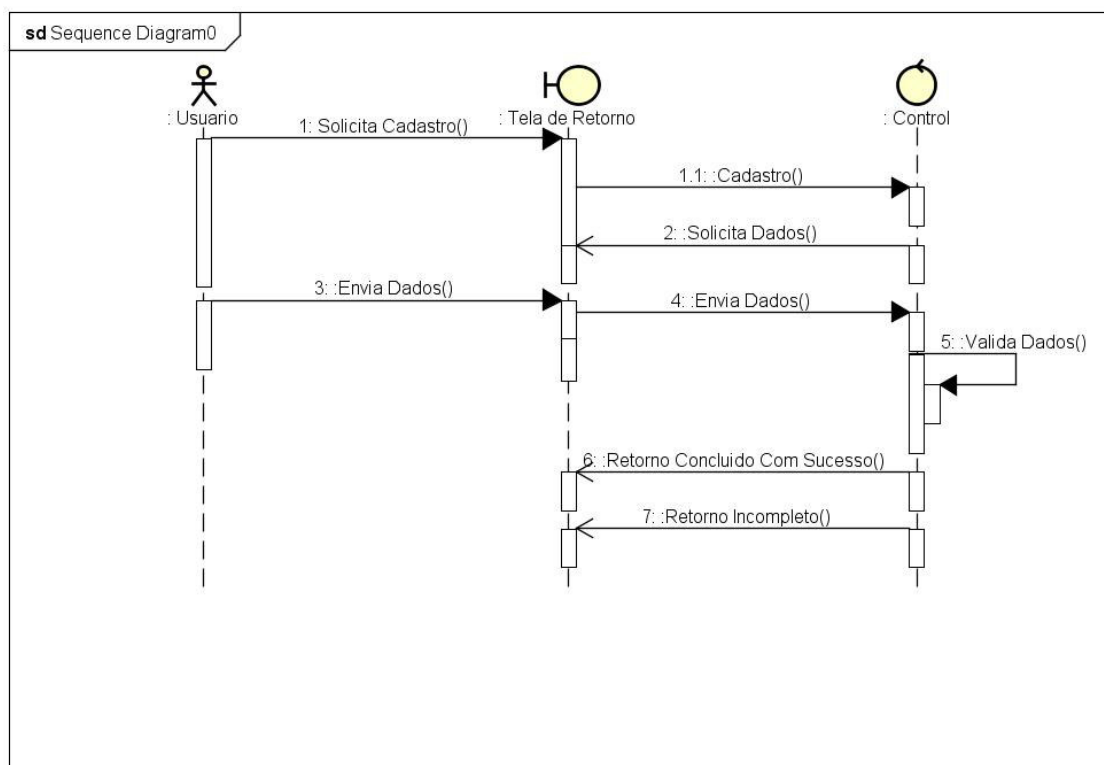 sd Sequence Diagram0
: Usuario
: Tela de Retorno
: Control
1: Solicita Cadastro()
1.1: :Cadastro()
2: :Solicita Dados()
3: :Envia Dados()
4: :Envia Dados()
5: :Valida Dados()
6: :Retorno Concluido Com Sucesso()
7: :Retorno Incompleto()